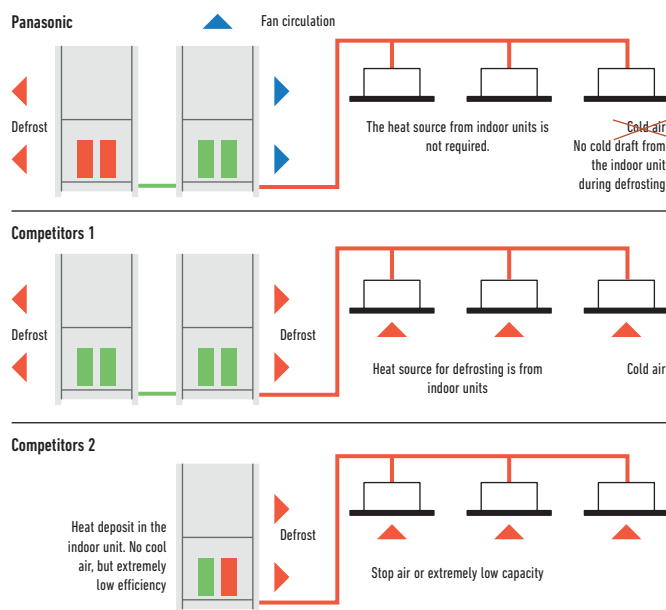 Panasonic
Fan circulation
Defrost
The heat source from indoor units is
not required.
Cold air
No cold draft from
the indoor unit
during defrosting
Competitors 1
Defrost
Defrost
Heat source for defrosting is from
indoor units
Cold air
Competitors 2
Heat deposit in the
indoor unit. No cool
air, but extremely
low efficiency
Defrost
Stop air or extremely low capacity